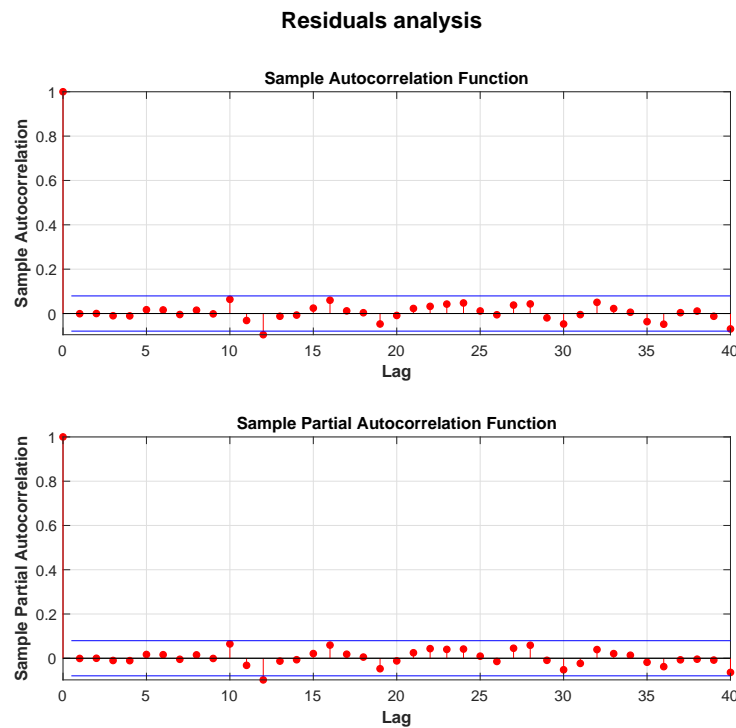 Residuals analysis
Sample Autocorrelation Function
Sample Autocorrelation
1
0.8
0.6
0.4
0.2
0
0 5 10 15 20 25 30 35 40
Lag
Sample Partial Autocorrelation Function
Sample Partial Autocorrelation
1
0.8
0.6
0.4
0.2
0
0 5 10 15 20 25 30 35 40
Lag